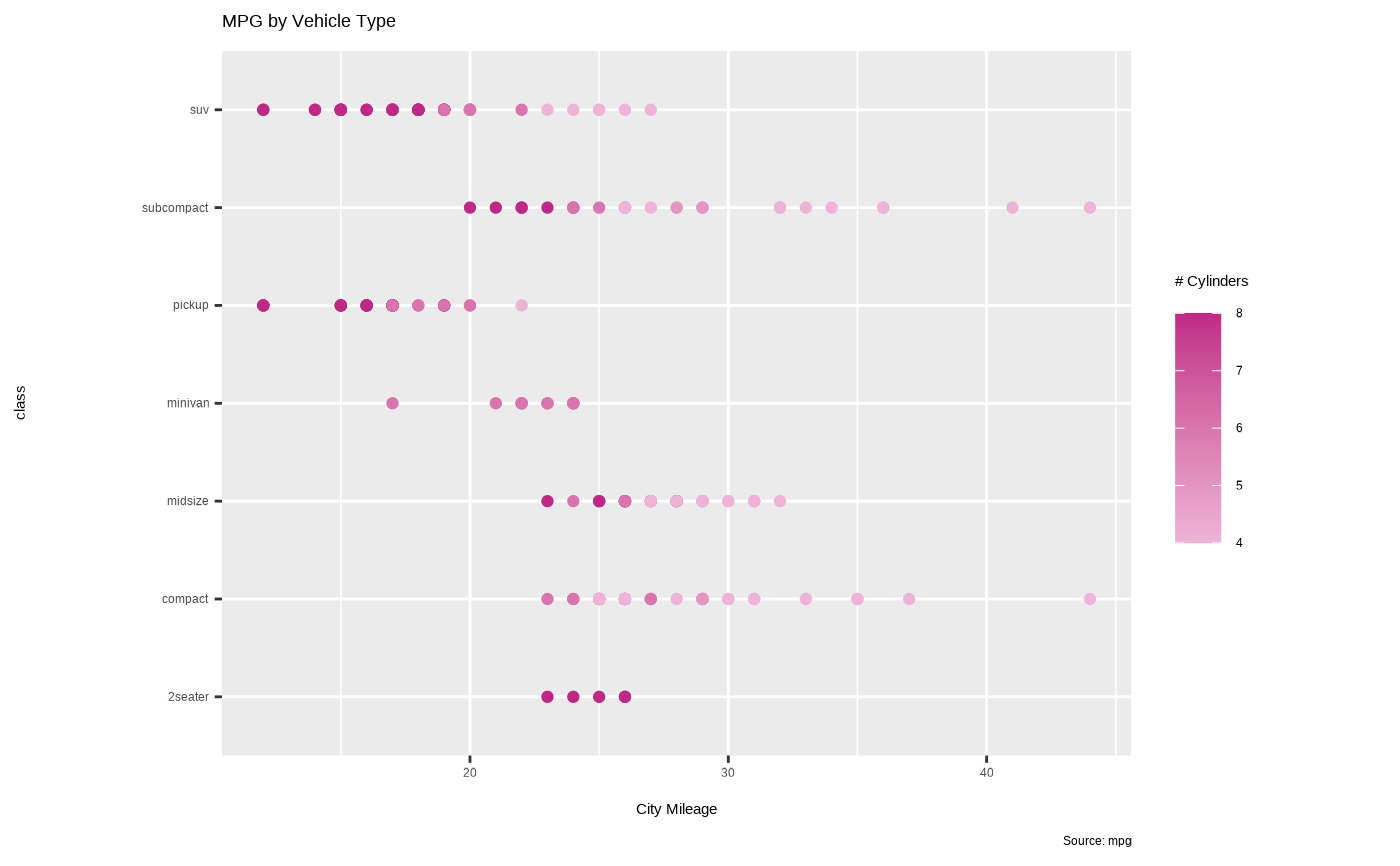 MPG by Vehicle Type
suv
subcompact
pickup
minivan
midsize
compact
2seater
class
20
30
40
City Mileage
# Cylinders
8
7
6
5
4
Source: mpg